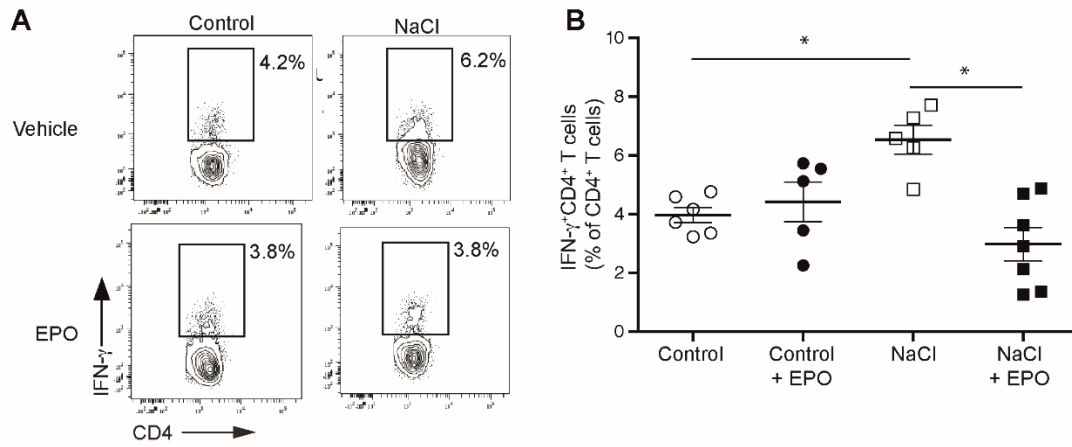 A
Control
NaCl
4.2%
6.2%
Vehicle
3.8%
3.8%
EPO
IFN-γ
CD4
B
*
*
IFN-γ⁺CD4⁺ T cells
(% of CD4⁺ T cells)
10
8
6
4
2
0
Control
Control
+ EPO
NaCl
NaCl
+ EPO